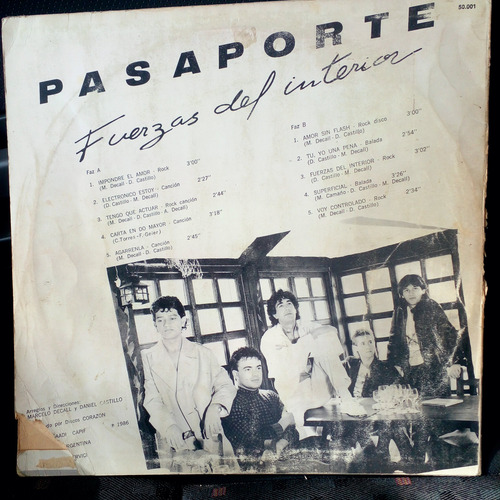 50.001
PASAPORTE
Fuerzas del interior
Faz A
1. IMPONDRE EL AMOR - Rock 3'00"
(M. Decall - D. Castillo)
2. ELECTRONICO ESTOY - Canción 2'27"
(D. Castillo - M. Decall)
3. TENGO QUE ACTUAR - Rock canción 2'44"
(M. Decall - D. Castillo - A. Decall)
4. CARTA EN DO MAYOR - Canción 3'18"
(C. Torres - F. Geier)
5. AGARRENLA - Canción 2'45"
(M. Decall - D. Castillo)
Faz B
1. AMOR SIN FLASH - Rock disco 3'00"
(M. Decall - D. Castillo)
2. TU, YO UNA PENA - Balada 2'54"
(D. Castillo - M. Decall)
3. FUERZAS DEL INTERIOR - Rock 3'02"
(D. Castillo - M. Decall)
4. SUPERFICIAL - Balada 3'26"
(M. Camaño - D. Castillo - M. Decall)
5. VOY CONTROLADO - Rock 2'34"
(M. Decall - D. Castillo)
Arreglos y Direcciones:
MARCELO DECALL y DANIEL CASTILLO
por Discos CORAZON
CAPIF ℗ 1986